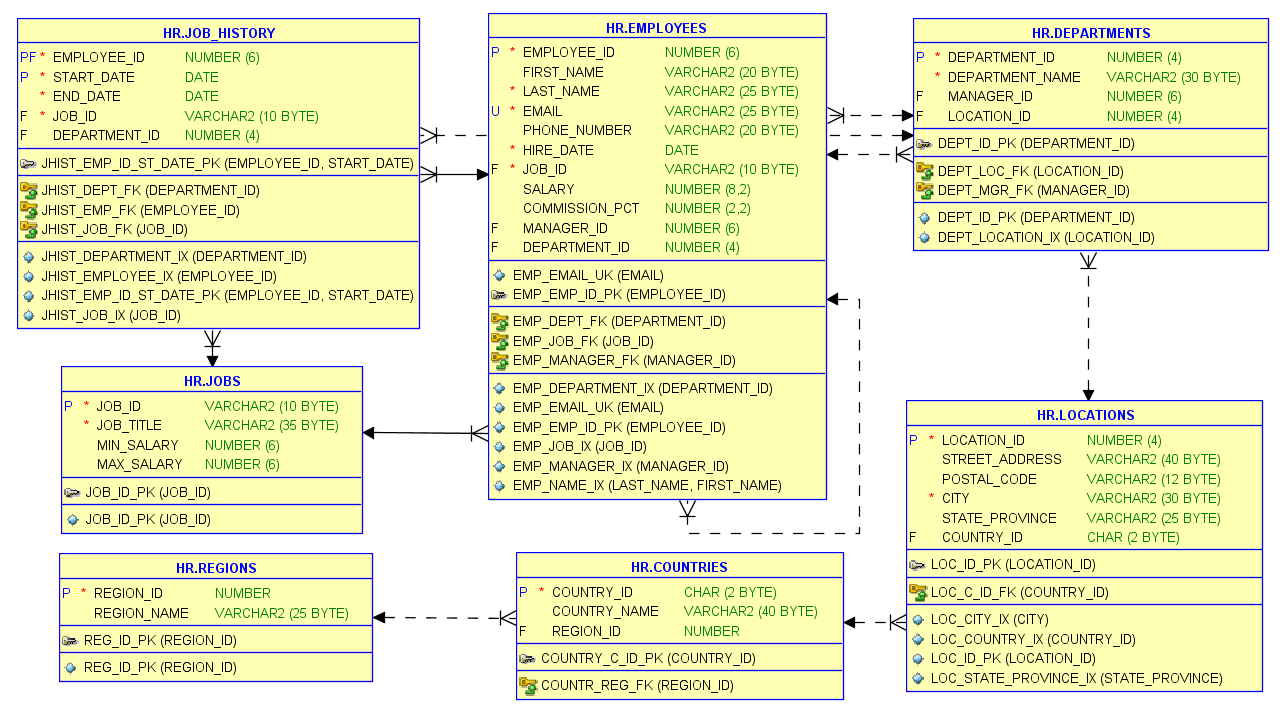 HR.JOB_HISTORY
PF * EMPLOYEE_ID NUMBER (6)
P * START_DATE DATE
* END_DATE DATE
F * JOB_ID VARCHAR2 (10 BYTE)
F DEPARTMENT_ID NUMBER (4)
JHIST_EMP_ID_ST_DATE_PK (EMPLOYEE_ID, START_DATE)
JHIST_DEPT_FK (DEPARTMENT_ID)
JHIST_EMP_FK (EMPLOYEE_ID)
JHIST_JOB_FK (JOB_ID)
JHIST_DEPARTMENT_IX (DEPARTMENT_ID)
JHIST_EMPLOYEE_IX (EMPLOYEE_ID)
JHIST_EMP_ID_ST_DATE_PK (EMPLOYEE_ID, START_DATE)
JHIST_JOB_IX (JOB_ID)
HR.EMPLOYEES
P * EMPLOYEE_ID NUMBER (6)
FIRST_NAME VARCHAR2 (20 BYTE)
* LAST_NAME VARCHAR2 (25 BYTE)
U * EMAIL VARCHAR2 (25 BYTE)
PHONE_NUMBER VARCHAR2 (20 BYTE)
* HIRE_DATE DATE
F * JOB_ID VARCHAR2 (10 BYTE)
SALARY NUMBER (8,2)
COMMISSION_PCT NUMBER (2,2)
F MANAGER_ID NUMBER (6)
F DEPARTMENT_ID NUMBER (4)
EMP_EMAIL_UK (EMAIL)
EMP_EMP_ID_PK (EMPLOYEE_ID)
EMP_DEPT_FK (DEPARTMENT_ID)
EMP_JOB_FK (JOB_ID)
EMP_MANAGER_FK (MANAGER_ID)
EMP_DEPARTMENT_IX (DEPARTMENT_ID)
EMP_EMAIL_UK (EMAIL)
EMP_EMP_ID_PK (EMPLOYEE_ID)
EMP_JOB_IX (JOB_ID)
EMP_MANAGER_IX (MANAGER_ID)
EMP_NAME_IX (LAST_NAME, FIRST_NAME)
HR.DEPARTMENTS
P * DEPARTMENT_ID NUMBER (4)
* DEPARTMENT_NAME VARCHAR2 (30 BYTE)
F MANAGER_ID NUMBER (6)
F LOCATION_ID NUMBER (4)
DEPT_ID_PK (DEPARTMENT_ID)
DEPT_LOC_FK (LOCATION_ID)
DEPT_MGR_FK (MANAGER_ID)
DEPT_ID_PK (DEPARTMENT_ID)
DEPT_LOCATION_IX (LOCATION_ID)
HR.JOBS
P * JOB_ID VARCHAR2 (10 BYTE)
* JOB_TITLE VARCHAR2 (35 BYTE)
MIN_SALARY NUMBER (6)
MAX_SALARY NUMBER (6)
JOB_ID_PK (JOB_ID)
JOB_ID_PK (JOB_ID)
HR.LOCATIONS
P * LOCATION_ID NUMBER (4)
STREET_ADDRESS VARCHAR2 (40 BYTE)
POSTAL_CODE VARCHAR2 (12 BYTE)
* CITY VARCHAR2 (30 BYTE)
STATE_PROVINCE VARCHAR2 (25 BYTE)
F COUNTRY_ID CHAR (2 BYTE)
LOC_ID_PK (LOCATION_ID)
LOC_C_ID_FK (COUNTRY_ID)
LOC_CITY_IX (CITY)
LOC_COUNTRY_IX (COUNTRY_ID)
LOC_ID_PK (LOCATION_ID)
LOC_STATE_PROVINCE_IX (STATE_PROVINCE)
HR.REGIONS
P * REGION_ID NUMBER
REGION_NAME VARCHAR2 (25 BYTE)
REG_ID_PK (REGION_ID)
REG_ID_PK (REGION_ID)
HR.COUNTRIES
P * COUNTRY_ID CHAR (2 BYTE)
COUNTRY_NAME VARCHAR2 (40 BYTE)
F REGION_ID NUMBER
COUNTRY_C_ID_PK (COUNTRY_ID)
COUNTR_REG_FK (REGION_ID)